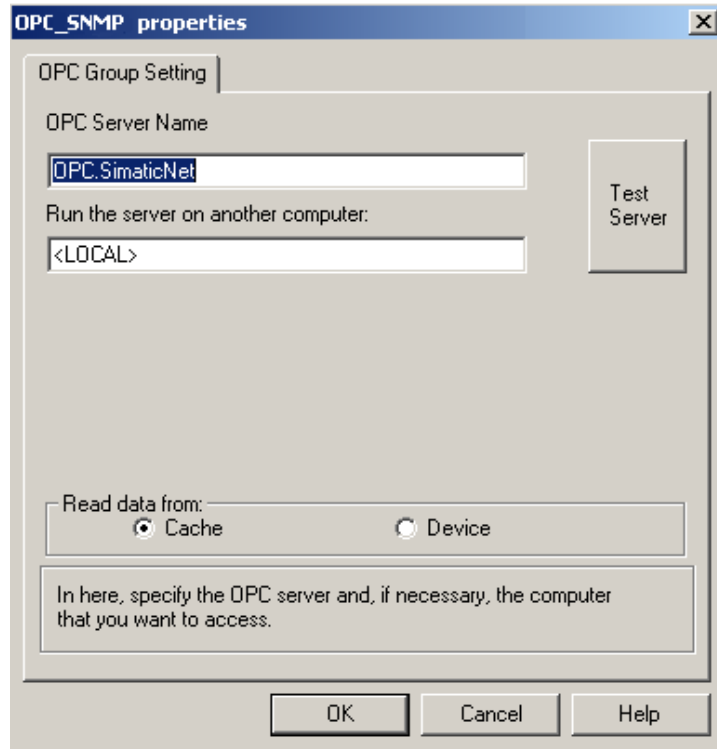 OPC_SNMP properties
OPC Group Setting
OPC Server Name
OPC.SimaticNet
Test
Server
Run the server on another computer:
<LOCAL>
Read data from:
Cache
Device
In here, specify the OPC server and, if necessary, the computer
that you want to access.
OK
Cancel
Help